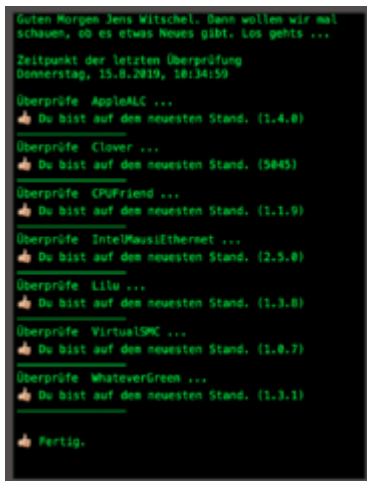 Guten Morgen Jens Witschel. Dann wollen wir mal
schauen, ob es etwas Neues gibt. Los gehts ...
Zeitpunkt der letzten Überprüfung
Donnerstag, 15.8.2019, 10:34:59
Überprüfe AppleALC ...
👍 Du bist auf dem neuesten Stand. (1.4.0)
Überprüfe Clover ...
👍 Du bist auf dem neuesten Stand. (5045)
Überprüfe CPUFriend ...
👍 Du bist auf dem neuesten Stand. (1.1.9)
Überprüfe IntelMausiEthernet ...
👍 Du bist auf dem neuesten Stand. (2.5.0)
Überprüfe Lilu ...
👍 Du bist auf dem neuesten Stand. (1.3.8)
Überprüfe VirtualSMC ...
👍 Du bist auf dem neuesten Stand. (1.0.7)
Überprüfe WhateverGreen ...
👍 Du bist auf dem neuesten Stand. (1.3.1)
👍 Fertig.